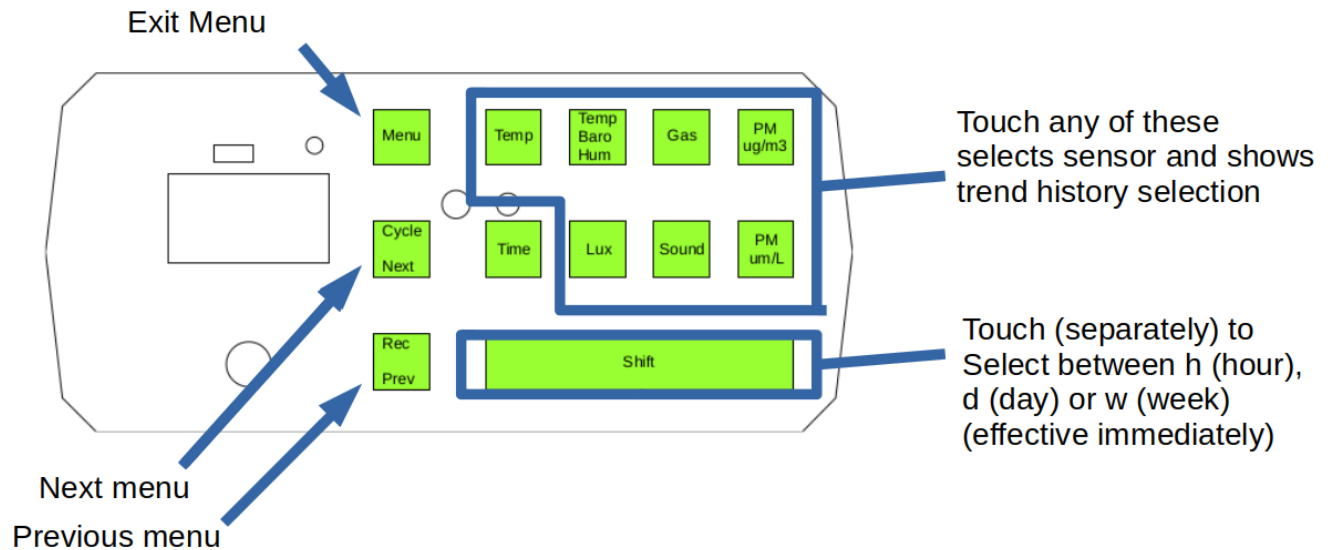 Exit Menu
Menu
Temp
Temp
Baro
Hum
Gas
PM
ug/m3
Touch any of these
selects sensor and shows
trend history selection
Cycle
Next
Time
Lux
Sound
PM
um/L
Rec
Prev
Shift
Touch (separately) to
Select between h (hour),
d (day) or w (week)
(effective immediately)
Next menu
Previous menu